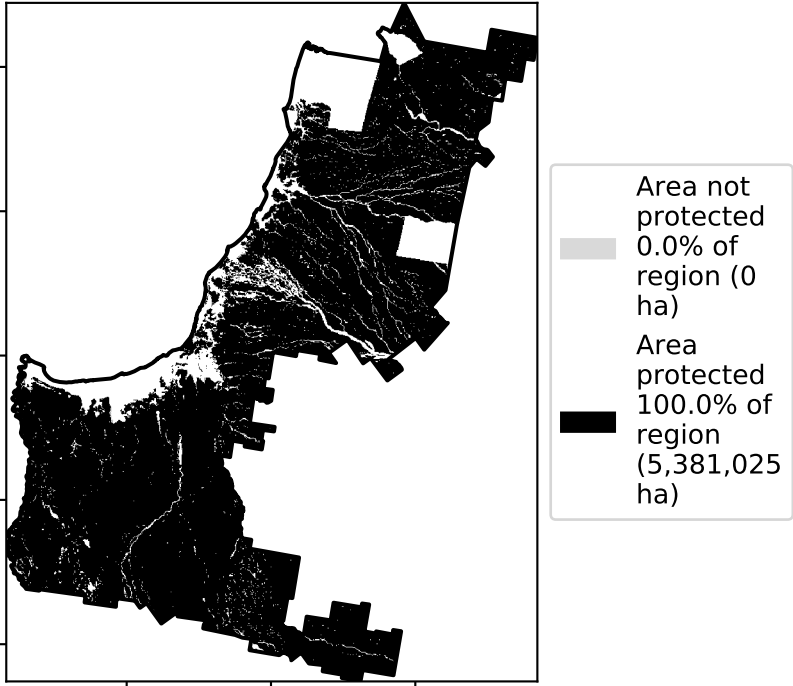 Area not
protected
0.0% of
region (0
ha)
Area
protected
100.0% of
region
(5,381,025
ha)